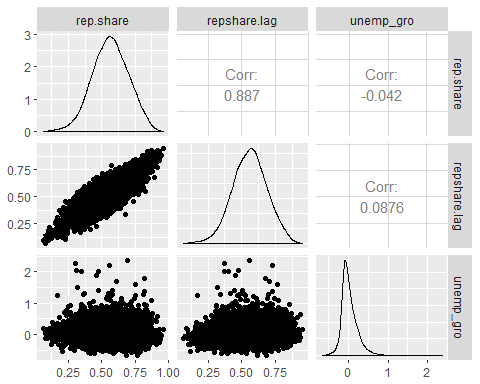 rep.share repshare.lag unemp_gro
3
2
1
0
Corr:
0.887
Corr:
-0.042
rep.share
0.75
0.50
0.25
Corr:
0.0876
repshare.lag
2
1
0
unemp_gro
0.25 0.50 0.75 1.00 0.25 0.50 0.75 0 1 2